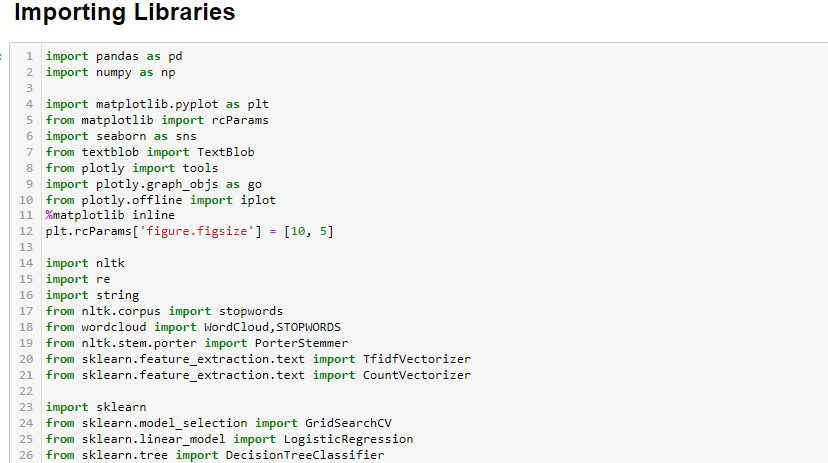 Importing Libraries
1 import pandas as pd
2 import numpy as np
3
4 import matplotlib.pyplot as plt
5 from matplotlib import rcParams
6 import seaborn as sns
7 from textblob import TextBlob
8 from plotly import tools
9 import plotly.graph_objs as go
10 from plotly.offline import iplot
11 %matplotlib inline
12 plt.rcParams['figure.figsize'] = [10, 5]
13
14 import nltk
15 import re
16 import string
17 from nltk.corpus import stopwords
18 from wordcloud import WordCloud,STOPWORDS
19 from nltk.stem.porter import PorterStemmer
20 from sklearn.feature_extraction.text import TfidfVectorizer
21 from sklearn.feature_extraction.text import CountVectorizer
22
23 import sklearn
24 from sklearn.model_selection import GridSearchCV
25 from sklearn.linear_model import LogisticRegression
26 from sklearn.tree import DecisionTreeClassifier